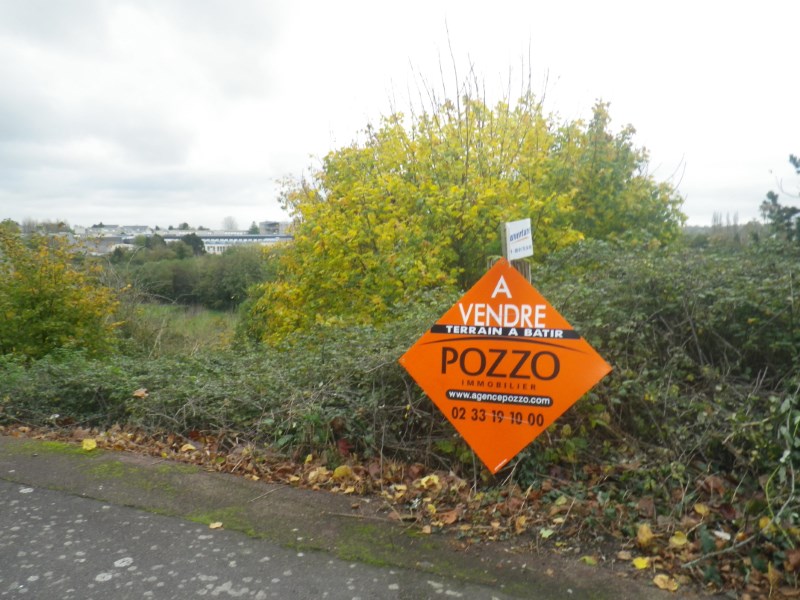 A
VENDRE
TERRAIN A BATIR
POZZO
IMMOBILIER
www.agencepozzo.com
02 33 19 10 00